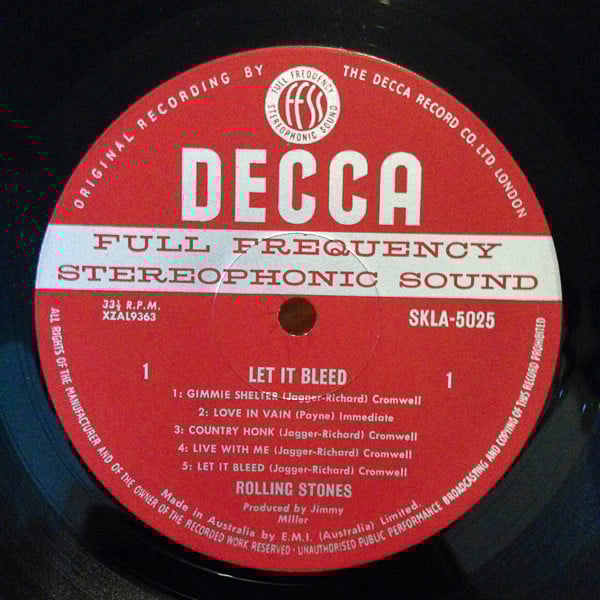 ORIGINAL RECORDING BY THE DECCA RECORD CO. LTD. LONDON
FULL FREQUENCY
ffss
STEREOPHONIC SOUND
DECCA
FULL FREQUENCY
STEREOPHONIC SOUND
33⅓ R.P.M.
XZAL9363
SKLA-5025
1
1
LET IT BLEED
1: GIMMIE SHELTER (Jagger-Richard) Cromwell
2: LOVE IN VAIN (Payne) Immediate
3: COUNTRY HONK (Jagger-Richard) Cromwell
4: LIVE WITH ME (Jagger-Richard) Cromwell
5: LET IT BLEED (Jagger-Richard) Cromwell
ROLLING STONES
Produced by Jimmy
Miller
Made in Australia by E.M.I. (Australia) Limited.
ALL RIGHTS OF THE MANUFACTURER AND OF THE OWNER OF THE RECORDED WORK RESERVED · UNAUTHORISED PUBLIC PERFORMANCE BROADCASTING AND COPYING OF THIS RECORD PROHIBITED